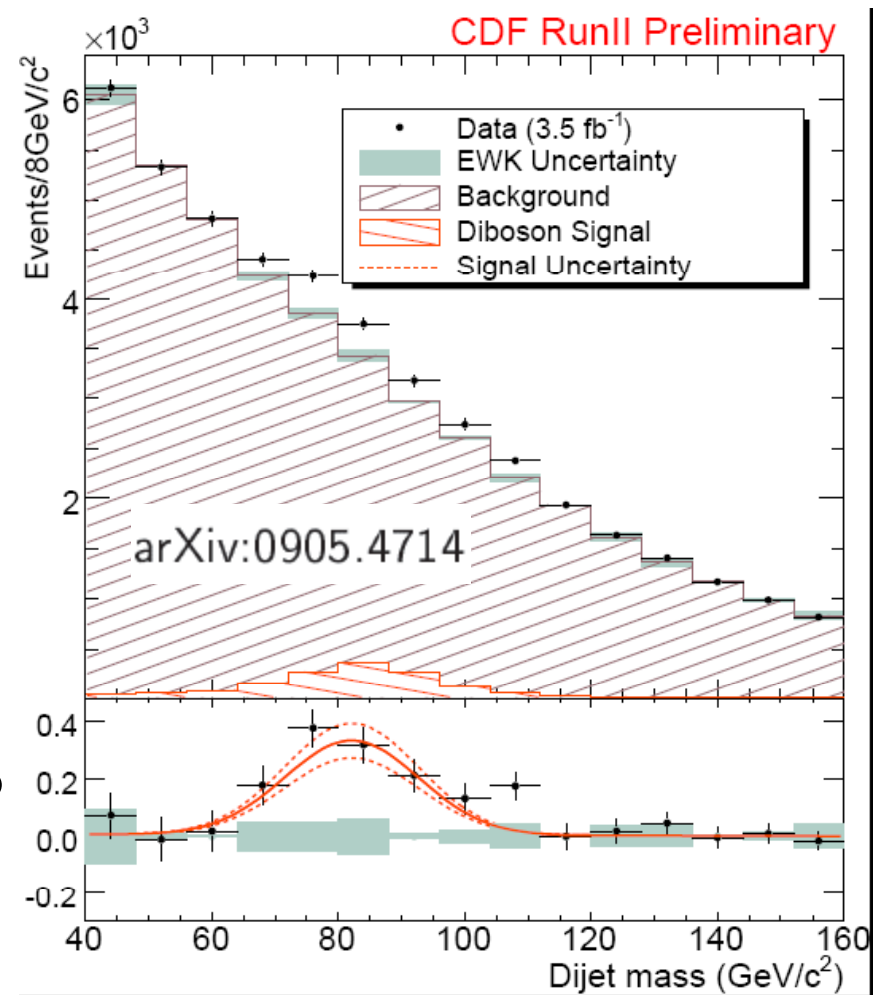 CDF RunII Preliminary
×10³
Events/8GeV/c²
6
4
2
Data (3.5 fb⁻¹)
EWK Uncertainty
Background
Diboson Signal
Signal Uncertainty
arXiv:0905.4714
0.4
0.2
0.0
-0.2
40 60 80 100 120 140 160
Dijet mass (GeV/c²)